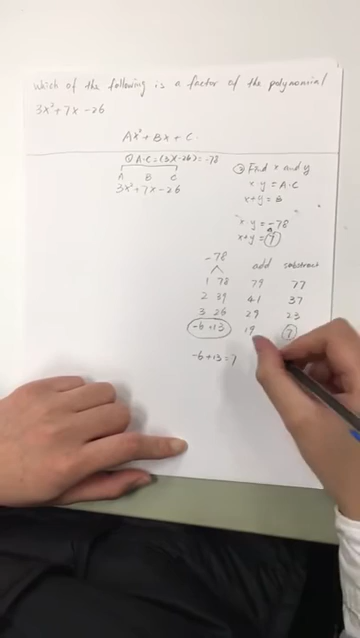 Which of the following is a factor of the polynomial
3x²+7x-26
Ax²+Bx+C
① A·C=(3)(-26)=-78
A B C
3x²+7x-26
② Find x and y
x·y=A·C
x+y=B
x·y=-78
x+y=7
-78
add subtract
1 78 79 77
2 39 41 37
3 26 29 23
-6 +13 19 7
-6+13=7